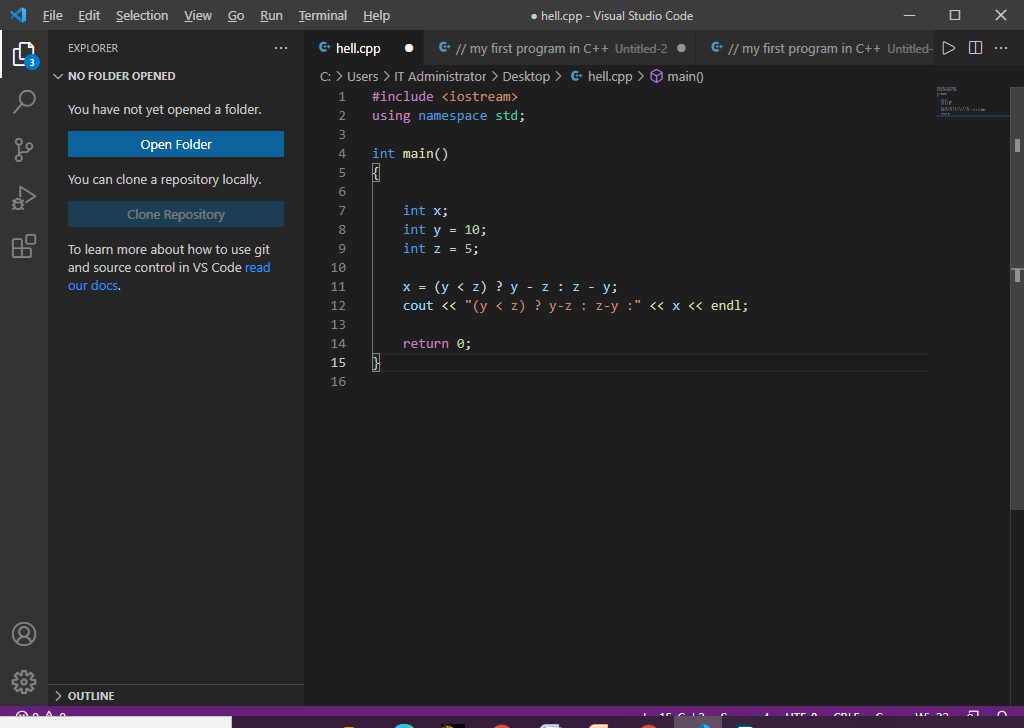 File Edit Selection View Go Run Terminal Help
● hell.cpp - Visual Studio Code
EXPLORER
3
NO FOLDER OPENED
You have not yet opened a folder.
Open Folder
You can clone a repository locally.
Clone Repository
To learn more about how to use git
and source control in VS Code read
our docs.
OUTLINE
hell.cpp ● // my first program in C++ Untitled-2 ● // my first program in C++ Untitled-
C: > Users > IT Administrator > Desktop > hell.cpp > main()
1 #include <iostream>
2 using namespace std;
3
4 int main()
5 {
6
7 int x;
8 int y = 10;
9 int z = 5;
10
11 x = (y < z) ? y - z : z - y;
12 cout << "(y < z) ? y-z : z-y :" << x << endl;
13
14 return 0;
15 }
16